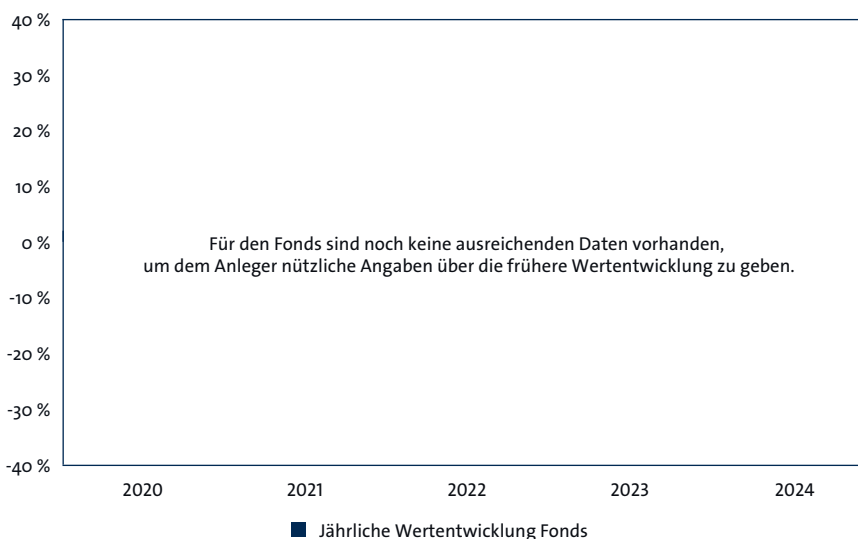 40 %
30 %
20 %
10 %
0 %
-10 %
-20 %
-30 %
-40 %
Für den Fonds sind noch keine ausreichenden Daten vorhanden,
um dem Anleger nützliche Angaben über die frühere Wertentwicklung zu geben.
2020 2021 2022 2023 2024
Jährliche Wertentwicklung Fonds